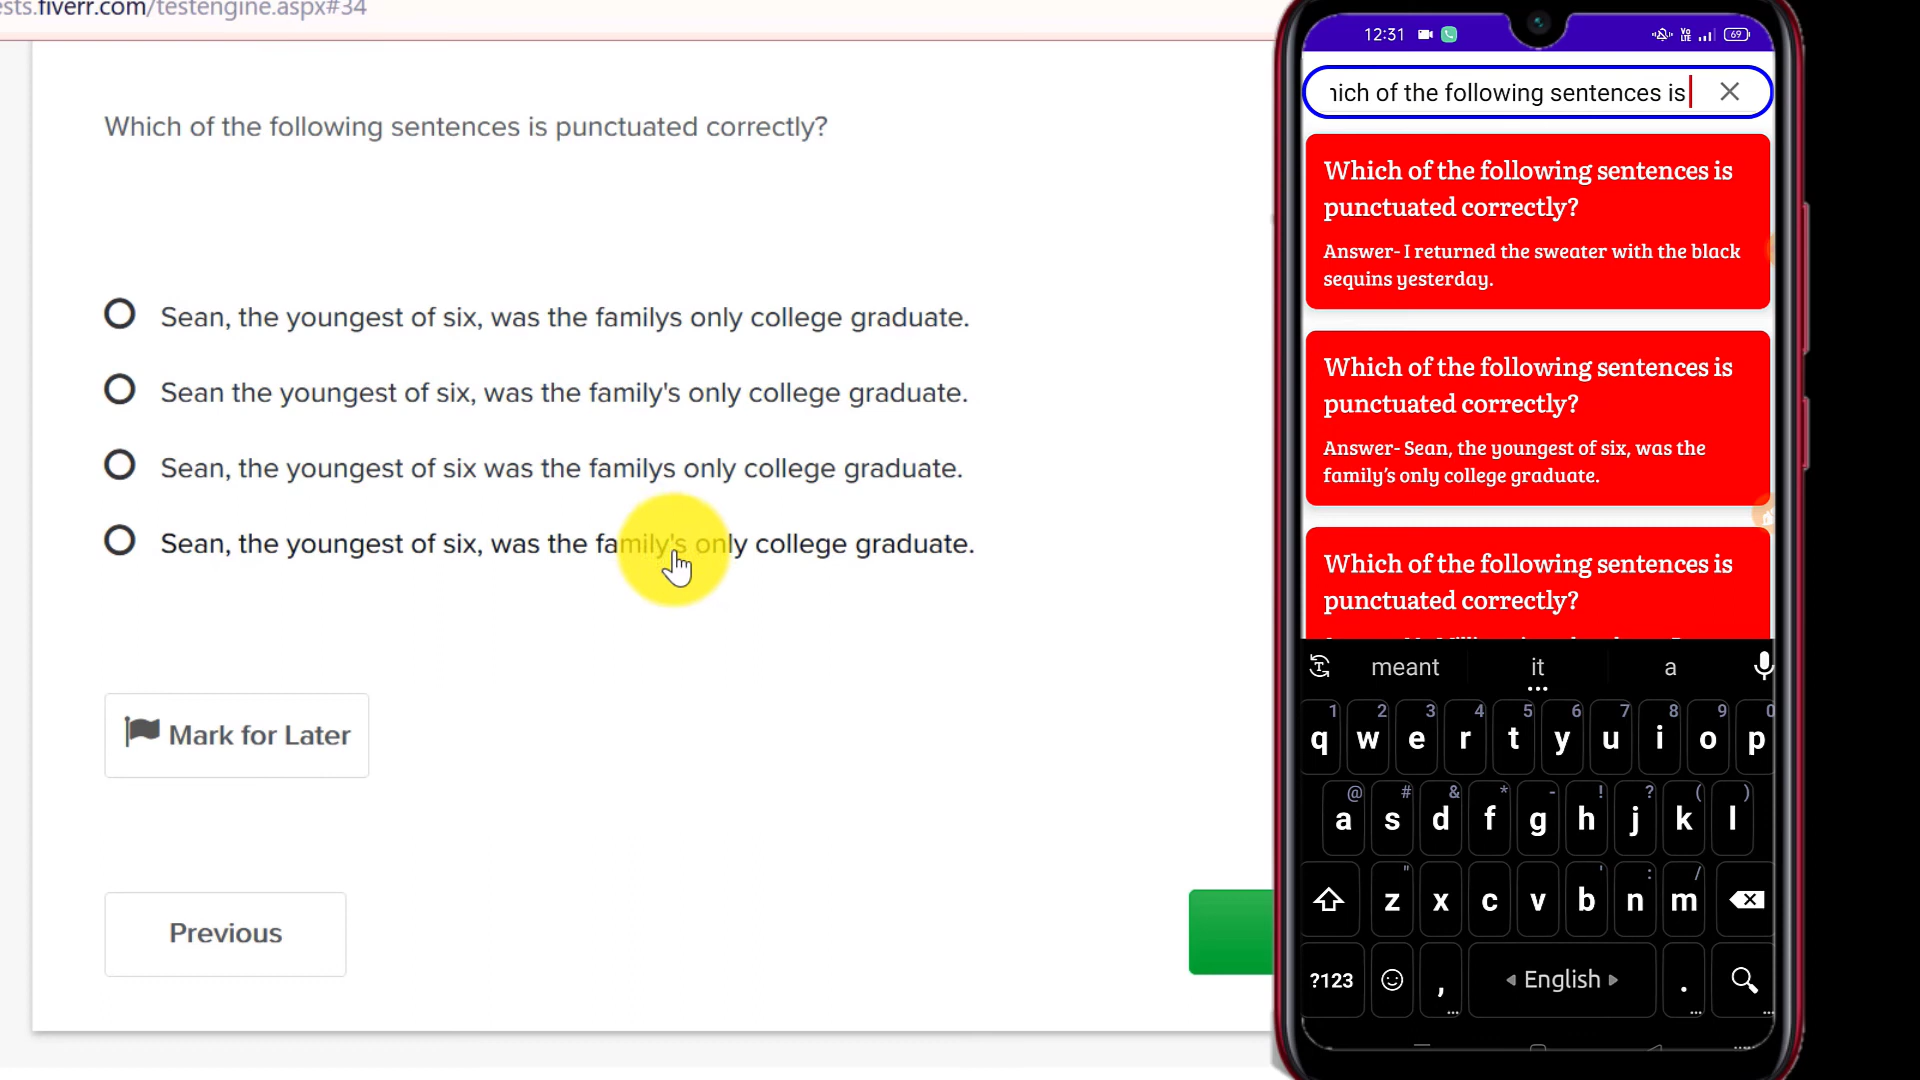 ests.fiverr.com/testengine.aspx#34
Which of the following sentences is punctuated correctly?
Sean, the youngest of six, was the familys only college graduate.
Sean the youngest of six, was the family's only college graduate.
Sean, the youngest of six was the familys only college graduate.
Sean, the youngest of six, was the family's only college graduate.
Mark for Later
Previous
12:31
VO LTE
69
hich of the following sentences is
Which of the following sentences is
punctuated correctly?
Answer- I returned the sweater with the black
sequins yesterday.
Which of the following sentences is
punctuated correctly?
Answer- Sean, the youngest of six, was the
family's only college graduate.
Which of the following sentences is
punctuated correctly?
meant it a
1 2 3 4 5 6 7 8 9 0
q w e r t y u i o p
@ # & * - ! ? ( )
a s d f g h j k l
" ' : /
z x c v b n m
?123 , English .